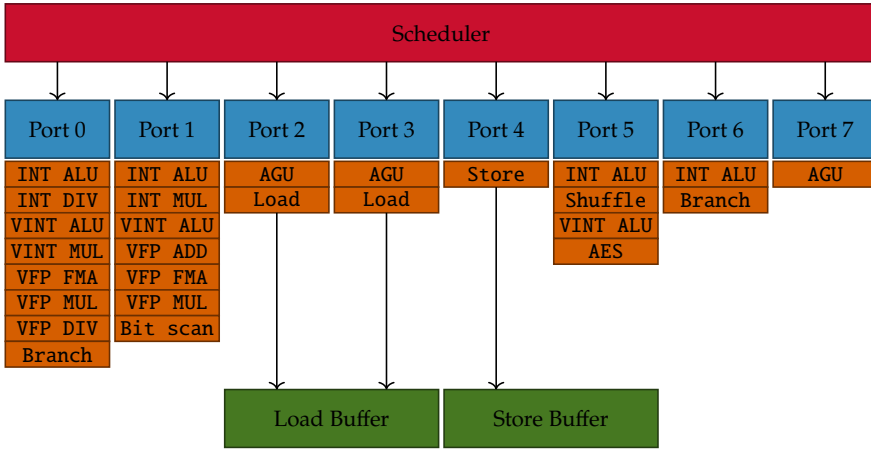 Scheduler
Port 0
Port 1
Port 2
Port 3
Port 4
Port 5
Port 6
Port 7
INT ALU
INT DIV
VINT ALU
VINT MUL
VFP FMA
VFP MUL
VFP DIV
Branch
INT ALU
INT MUL
VINT ALU
VFP ADD
VFP FMA
VFP MUL
Bit scan
AGU
Load
AGU
Load
Store
INT ALU
Shuffle
VINT ALU
AES
INT ALU
Branch
AGU
Load Buffer
Store Buffer